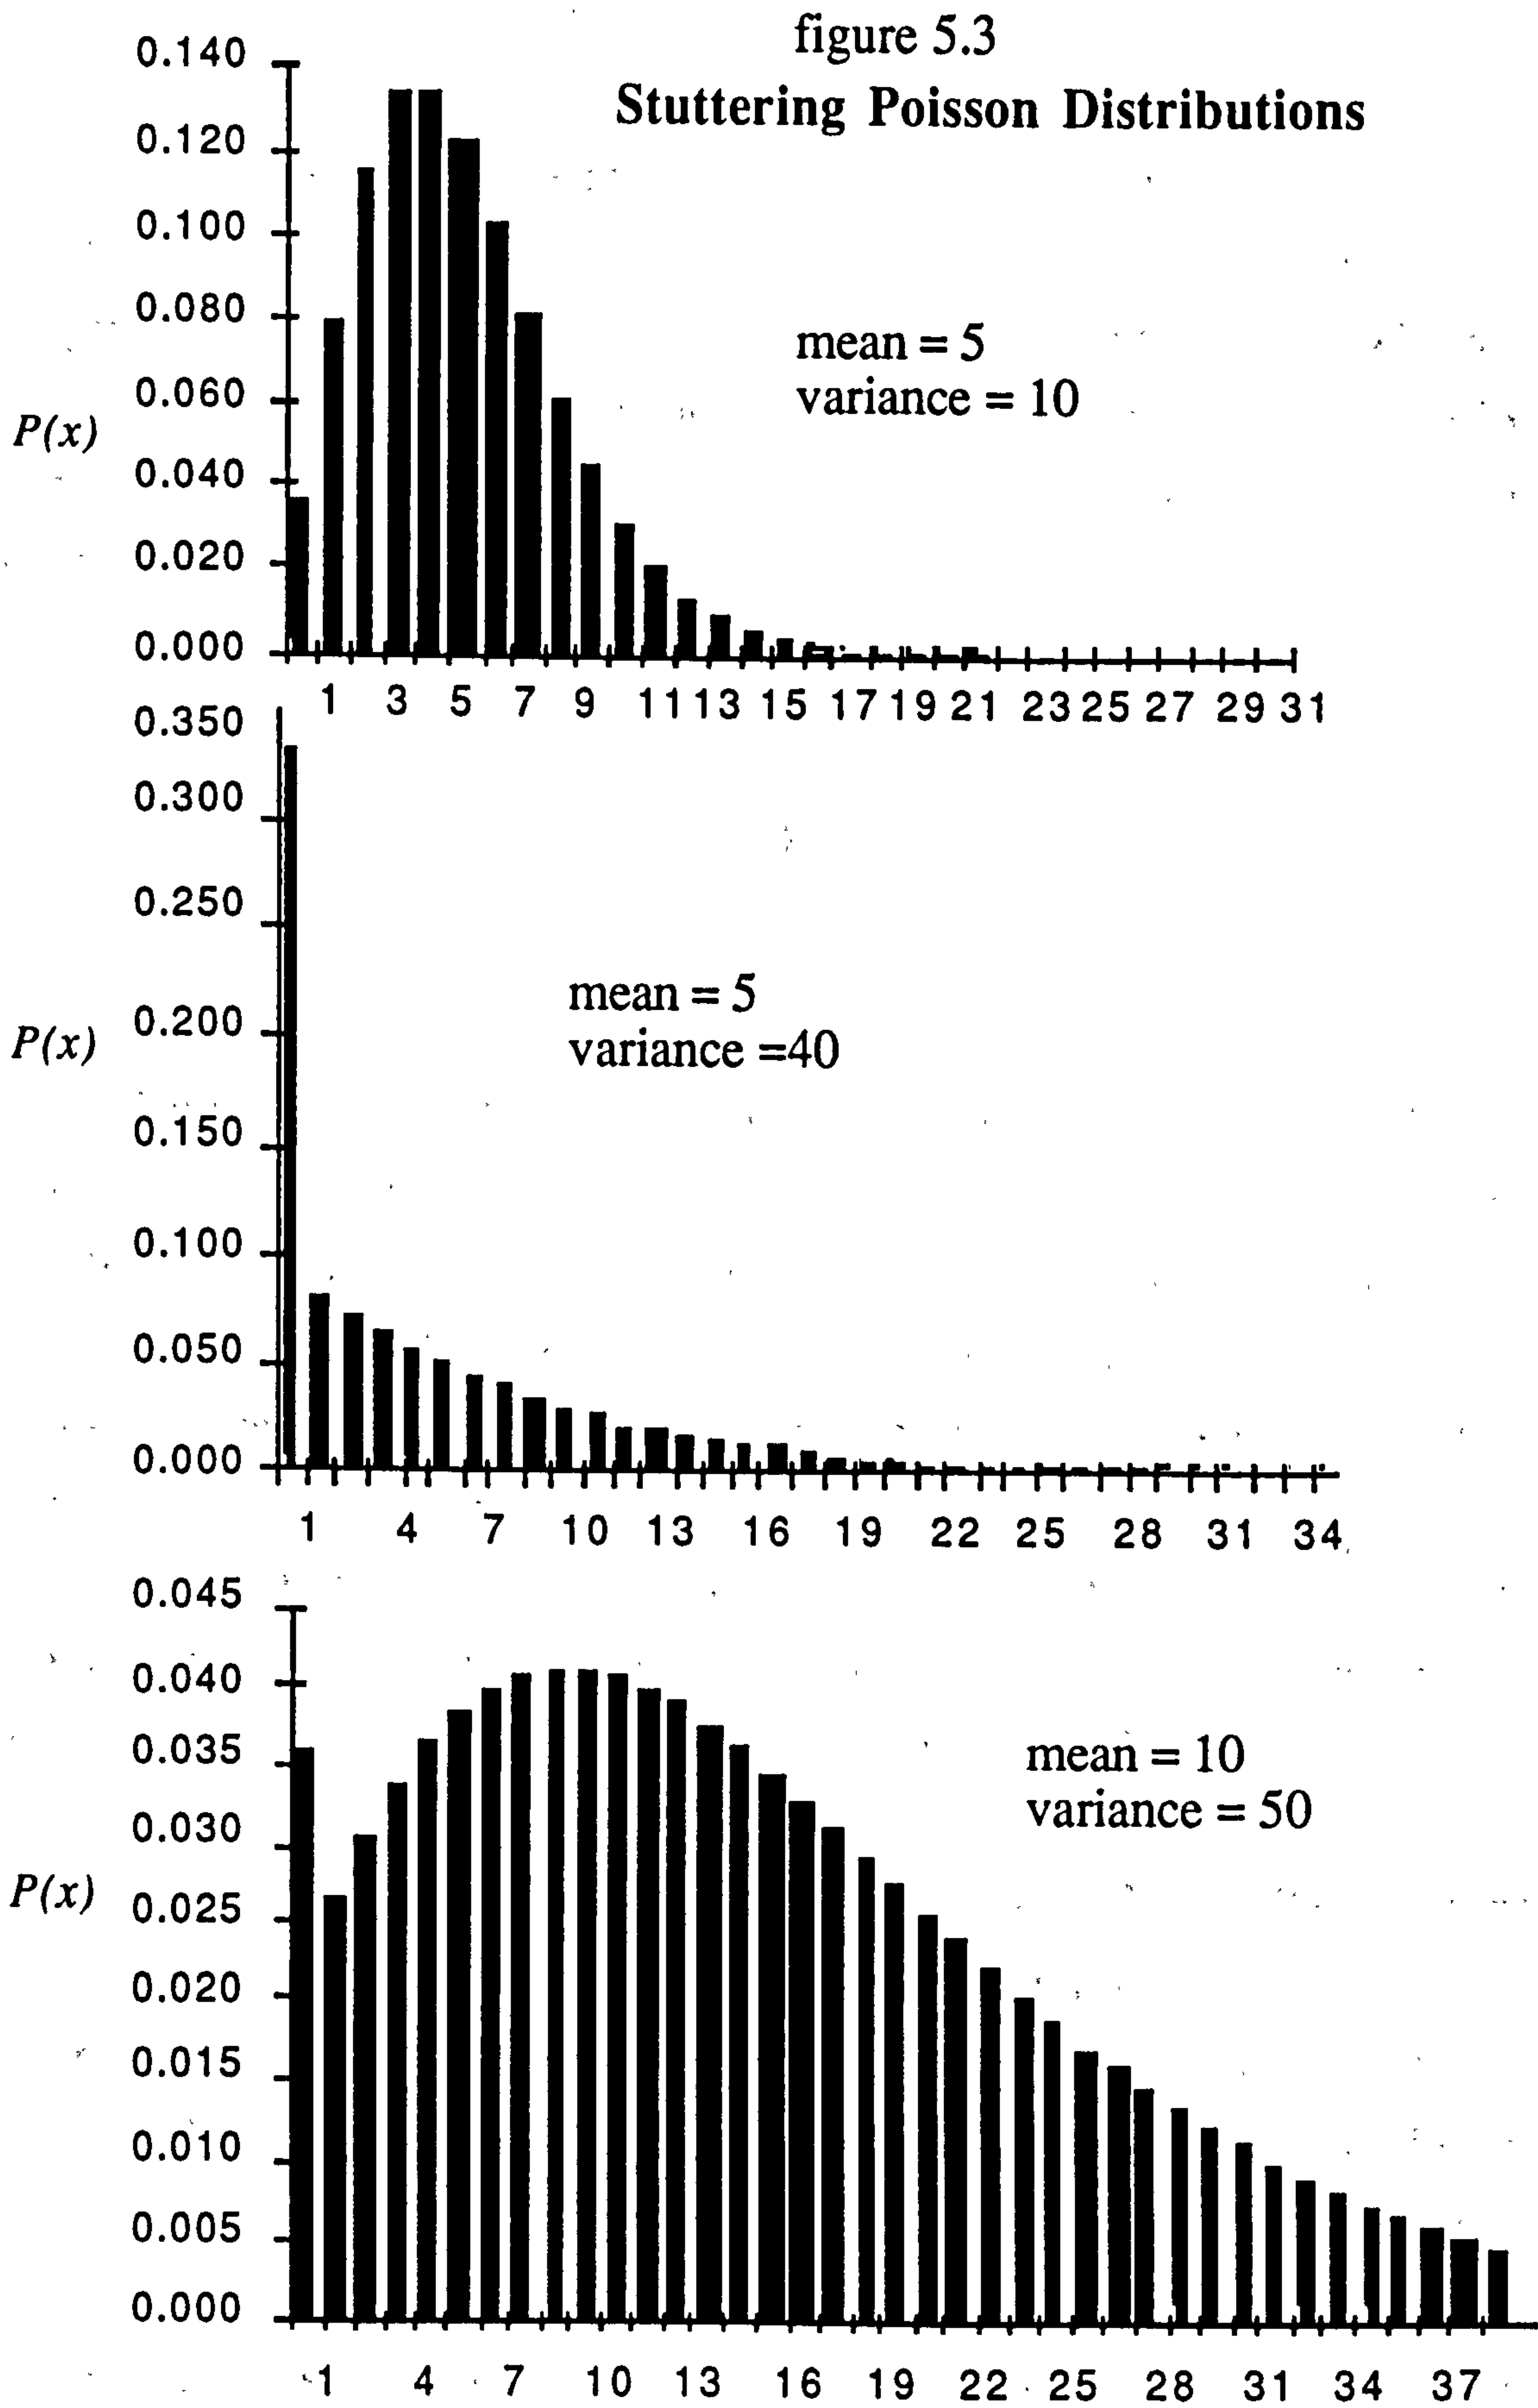 figure 5.3
Stuttering Poisson Distributions
0.140
0.120
0.100
0.080
0.060
0.040
0.020
0.000
P(x)
mean = 5
variance = 10
1 3 5 7 9 11 13 15 17 19 21 23 25 27 29 31
0.350
0.300
0.250
0.200
0.150
0.100
0.050
0.000
P(x)
mean = 5
variance =40
1 4 7 10 13 16 19 22 25 28 31 34
0.045
0.040
0.035
0.030
0.025
0.020
0.015
0.010
0.005
0.000
P(x)
mean = 10
variance = 50
1 4 7 10 13 16 19 22 25 28 31 34 37